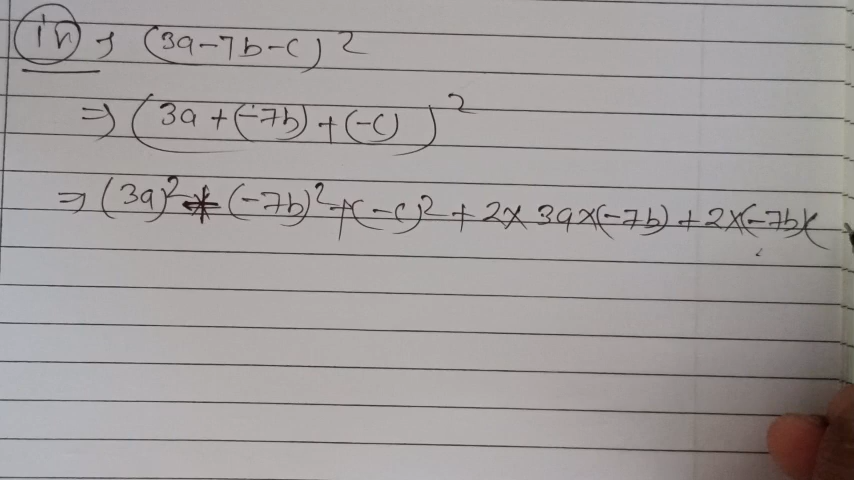 iv → (3a-7b-c)²
⇒ (3a+(-7b)+(-c))²
⇒ (3a)² + (-7b)² + (-c)² + 2×3a×(-7b) + 2×(-7b)(